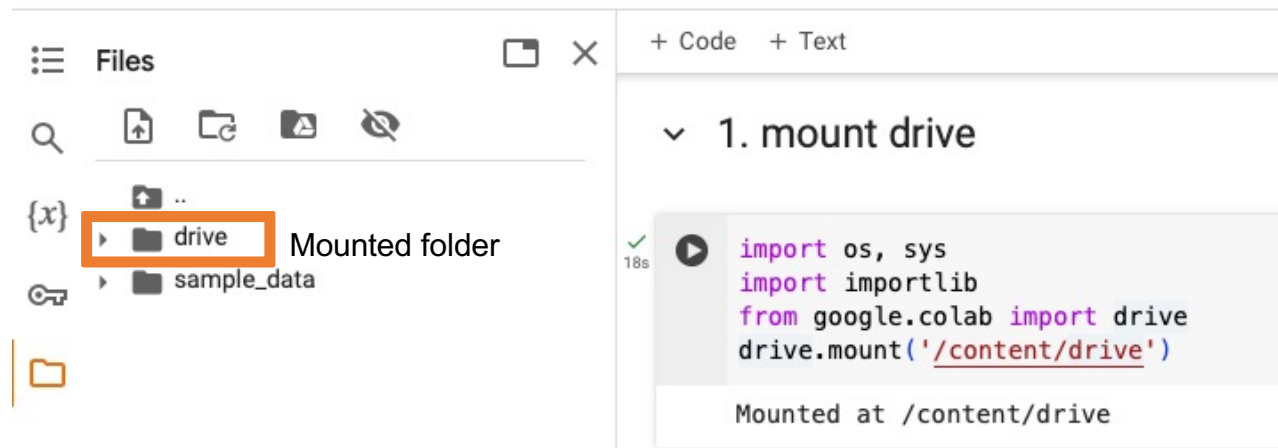 Files
+ Code + Text
1. mount drive
{x}
..
drive
Mounted folder
sample_data
18s
import os, sys
import importlib
from google.colab import drive
drive.mount('/content/drive')
Mounted at /content/drive